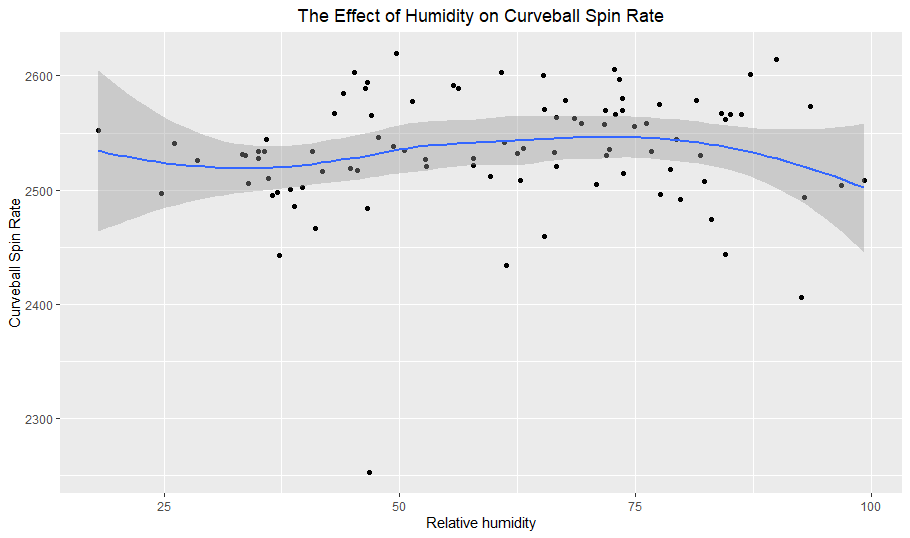 The Effect of Humidity on Curveball Spin Rate
2600
2500
2400
2300
Curveball Spin Rate
25 50 75 100
Relative humidity